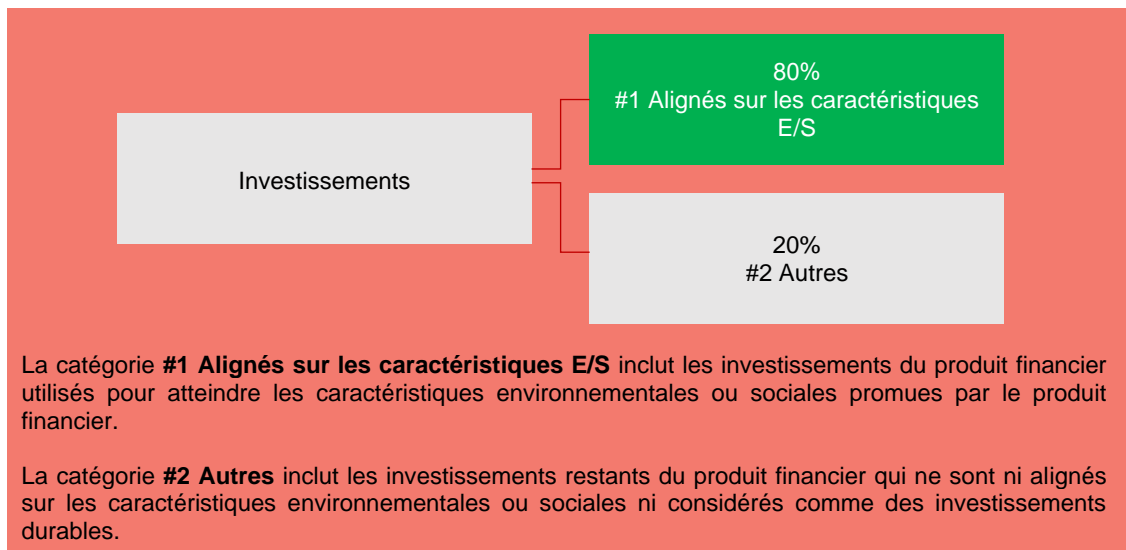 80%
#1 Alignés sur les caractéristiques
E/S
Investissements
20%
#2 Autres
La catégorie #1 Alignés sur les caractéristiques E/S inclut les investissements du produit financier
utilisés pour atteindre les caractéristiques environnementales ou sociales promues par le produit
financier.
La catégorie #2 Autres inclut les investissements restants du produit financier qui ne sont ni alignés
sur les caractéristiques environnementales ou sociales ni considérés comme des investissements
durables.